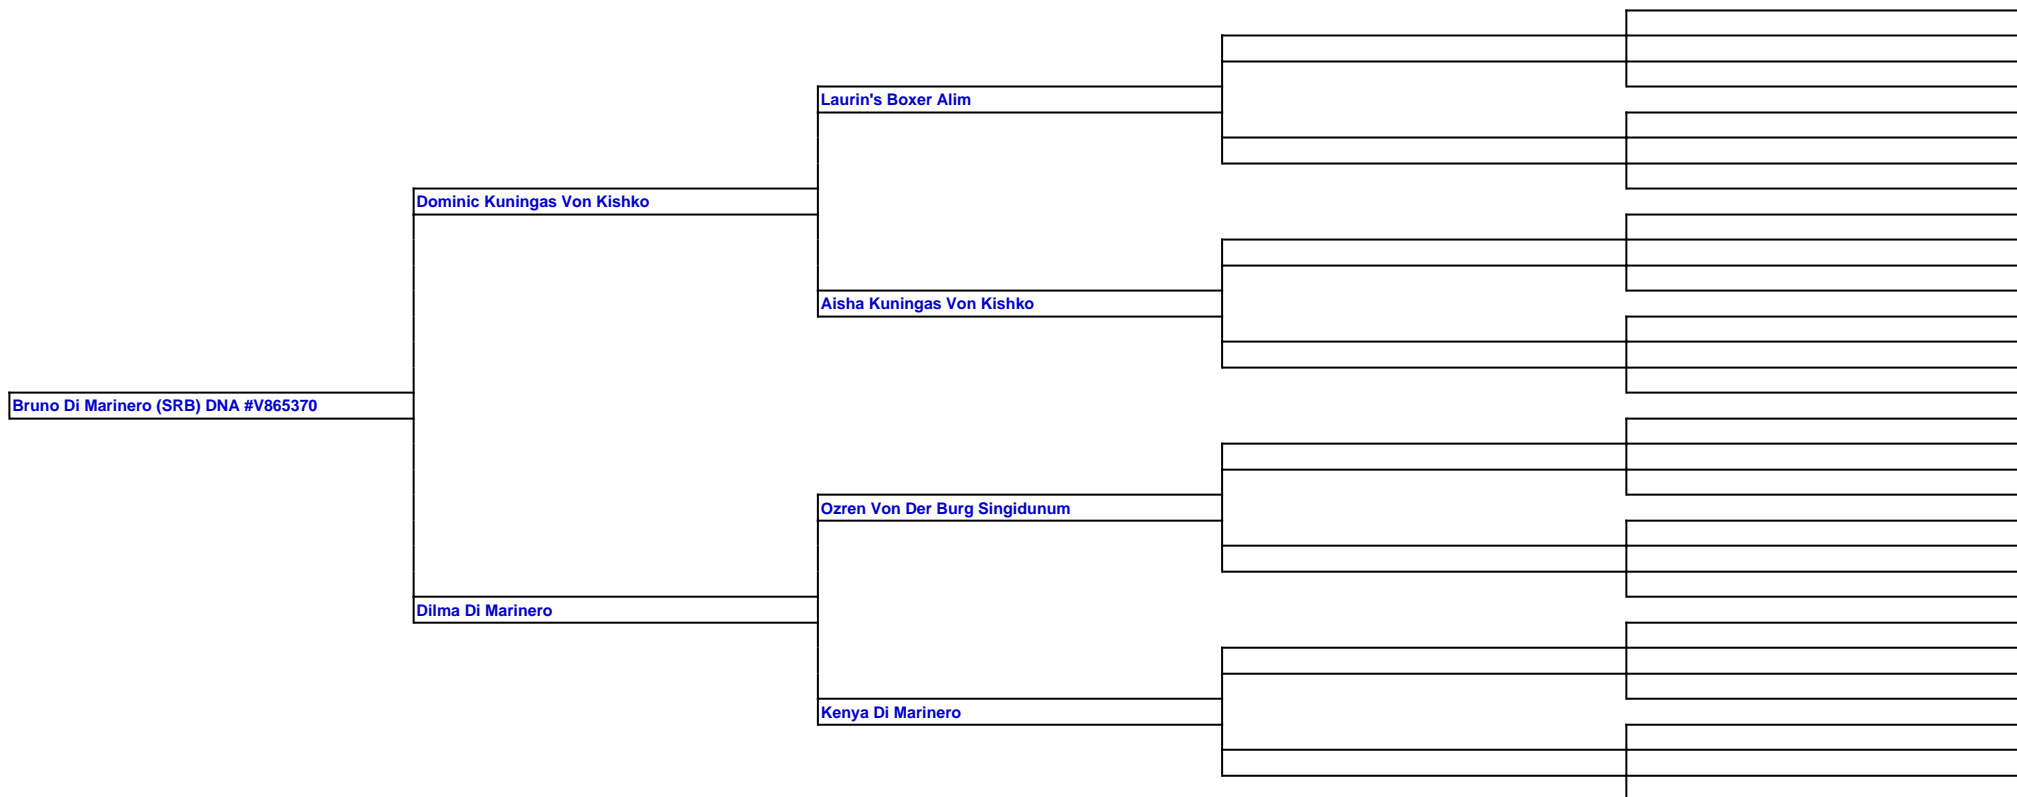 Laurin's Boxer Alim
Dominic Kuningas Von Kishko
Aisha Kuningas Von Kishko
Bruno Di Marinero (SRB) DNA #V865370
Ozren Von Der Burg Singidunum
Dilma Di Marinero
Kenya Di Marinero